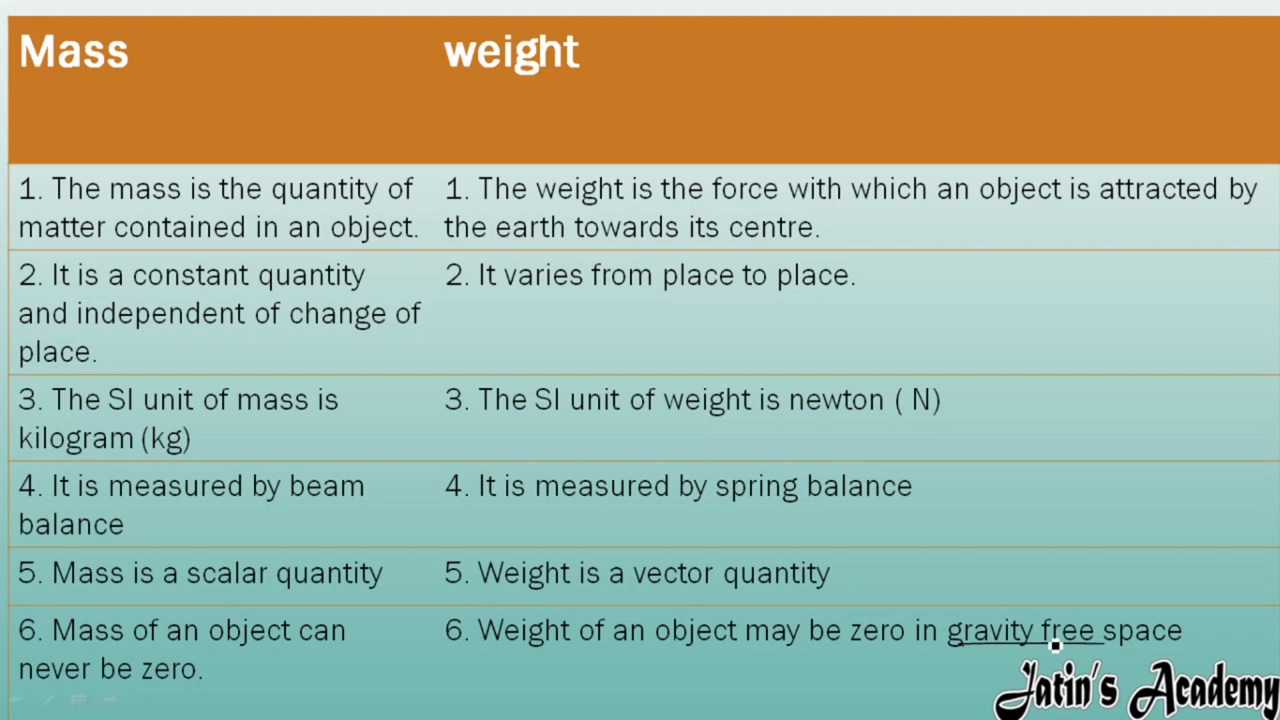 Mass
weight
1. The mass is the quantity of
matter contained in an object.
1. The weight is the force with which an object is attracted by
the earth towards its centre.
2. It is a constant quantity
and independent of change of
place.
2. It varies from place to place.
3. The SI unit of mass is
kilogram (kg)
3. The SI unit of weight is newton ( N)
4. It is measured by beam
balance
4. It is measured by spring balance
5. Mass is a scalar quantity
5. Weight is a vector quantity
6. Mass of an object can
never be zero.
6. Weight of an object may be zero in gravity free space
Jatin's Academy